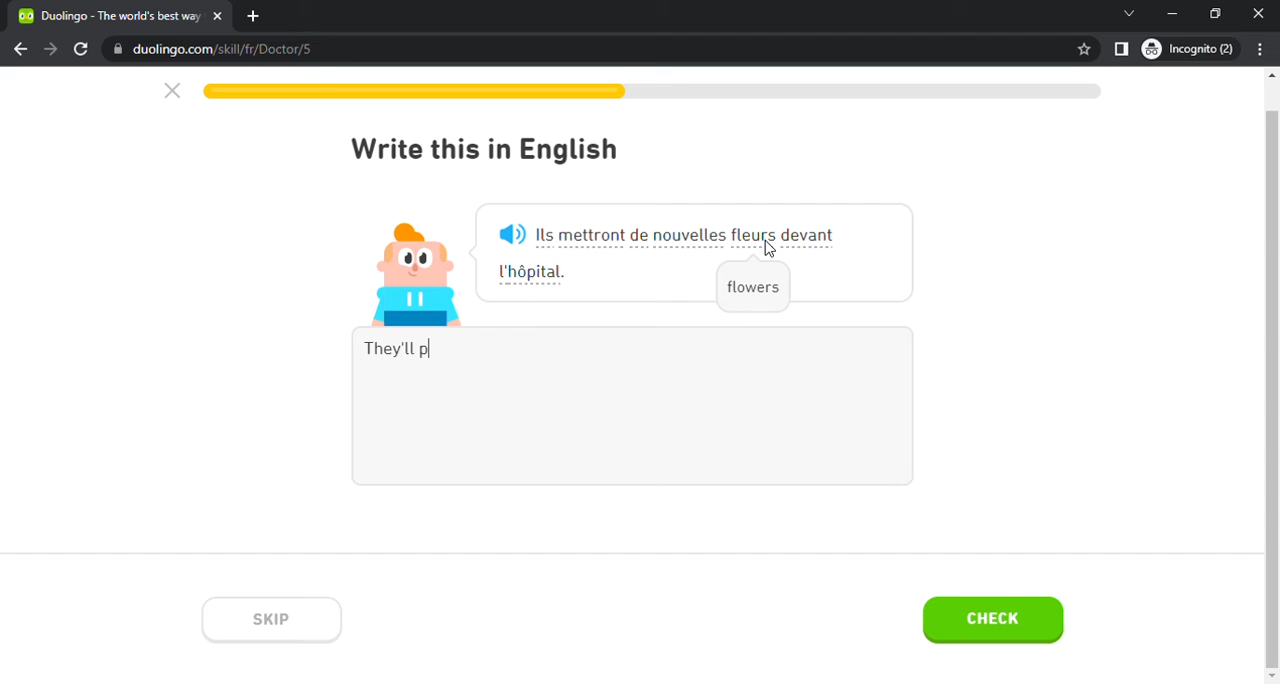 Duolingo - The world's best way
duolingo.com/skill/fr/Doctor/5
Incognito (2)
Write this in English
Ils mettront de nouvelles fleurs devant
l'hôpital.
flowers
They'll p
SKIP
CHECK